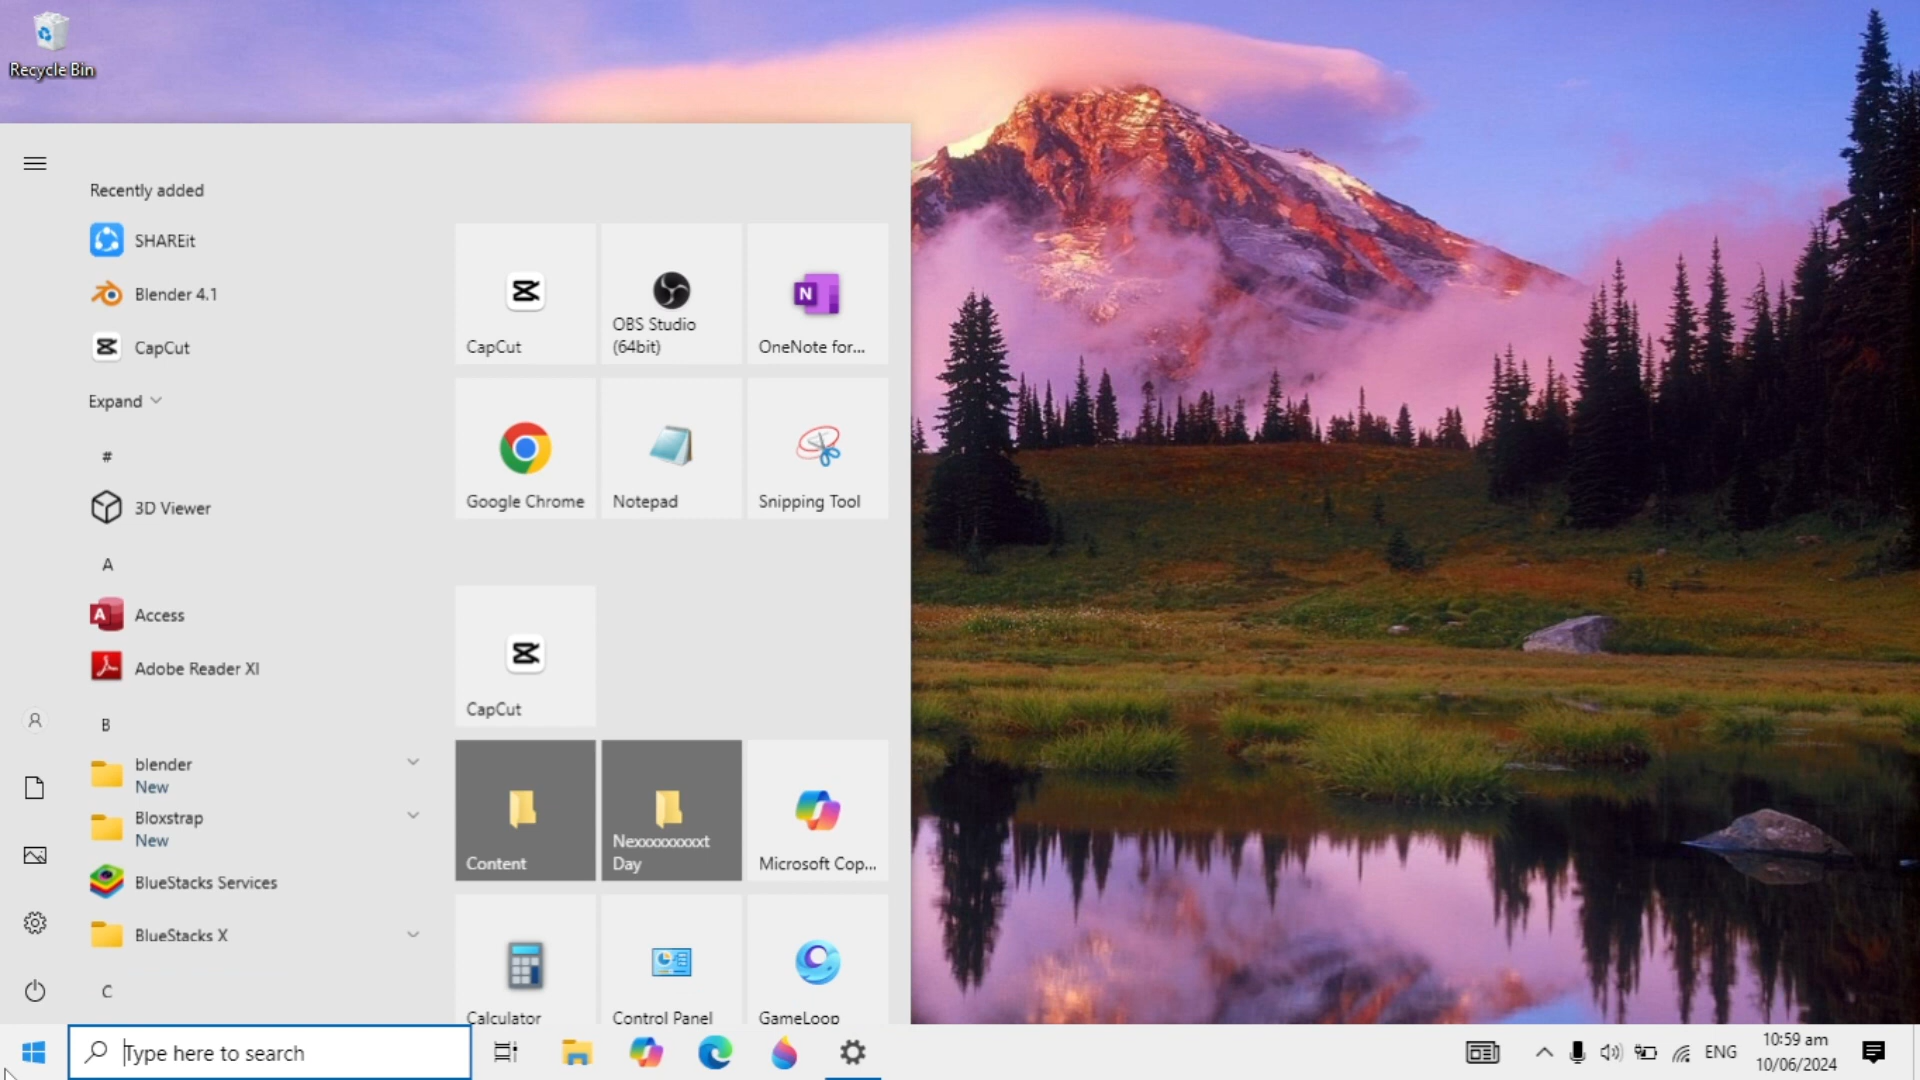 Recycle Bin
Recently added
SHAREit
Blender 4.1
CapCut
Expand
#
3D Viewer
A
Access
Adobe Reader XI
B
blender
New
Bloxstrap
New
BlueStacks Services
BlueStacks X
C
CapCut
OBS Studio
(64bit)
OneNote for...
Google Chrome
Notepad
Snipping Tool
CapCut
Content
Nexxxxxxxxxt
Day
Microsoft Cop...
Calculator
Control Panel
GameLoop
Type here to search
ENG
10:59 am
10/06/2024